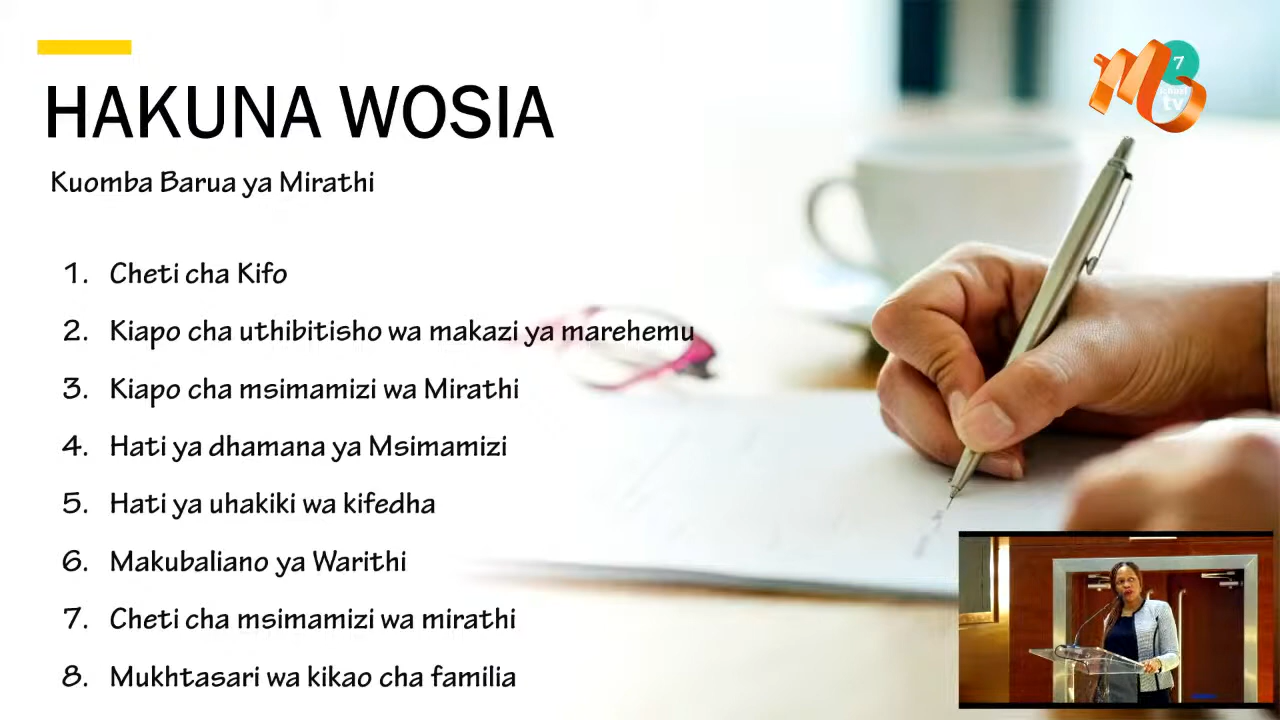 HAKUNA WOSIA
Kuomba Barua ya Mirathi
1. Cheti cha Kifo
2. Kiapo cha uthibitisho wa makazi ya marehemu
3. Kiapo cha msimamizi wa Mirathi
4. Hati ya dhamana ya Msimamizi
5. Hati ya uhakiki wa kifedha
6. Makubaliano ya Warithi
7. Cheti cha msimamizi wa mirathi
8. Mukhtasari wa kikao cha familia
7
tv